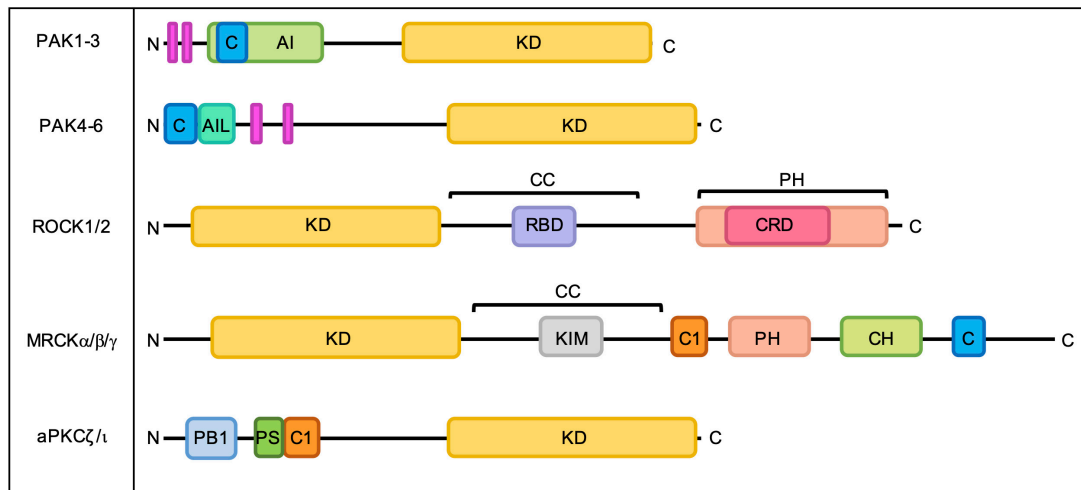 PAK1-3
N C AI KD C
PAK4-6
N C AIL KD C
CC PH
ROCK1/2
N KD RBD CRD C
CC
MRCKα/β/γ
N KD KIM C1 PH CH C C
aPKCζ/ι
N PB1 PS C1 KD C